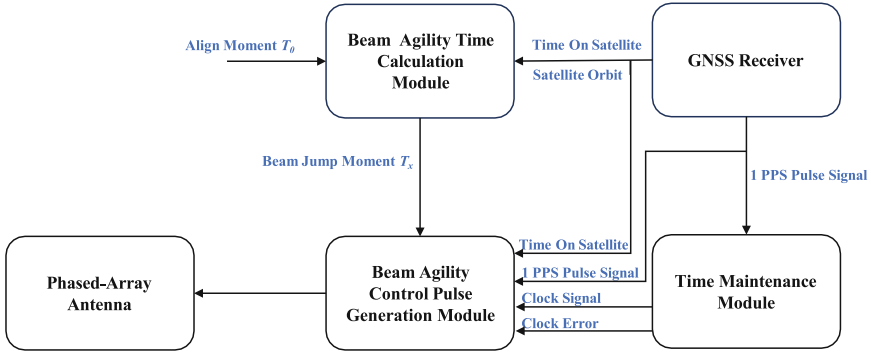 Align Moment T0
Beam Agility Time
Calculation
Module
Time On Satellite
Satellite Orbit
GNSS Receiver
Beam Jump Moment Tx
1 PPS Pulse Signal
Phased-Array
Antenna
Beam Agility
Control Pulse
Generation Module
Time On Satellite
1 PPS Pulse Signal
Clock Signal
Clock Error
Time Maintenance
Module